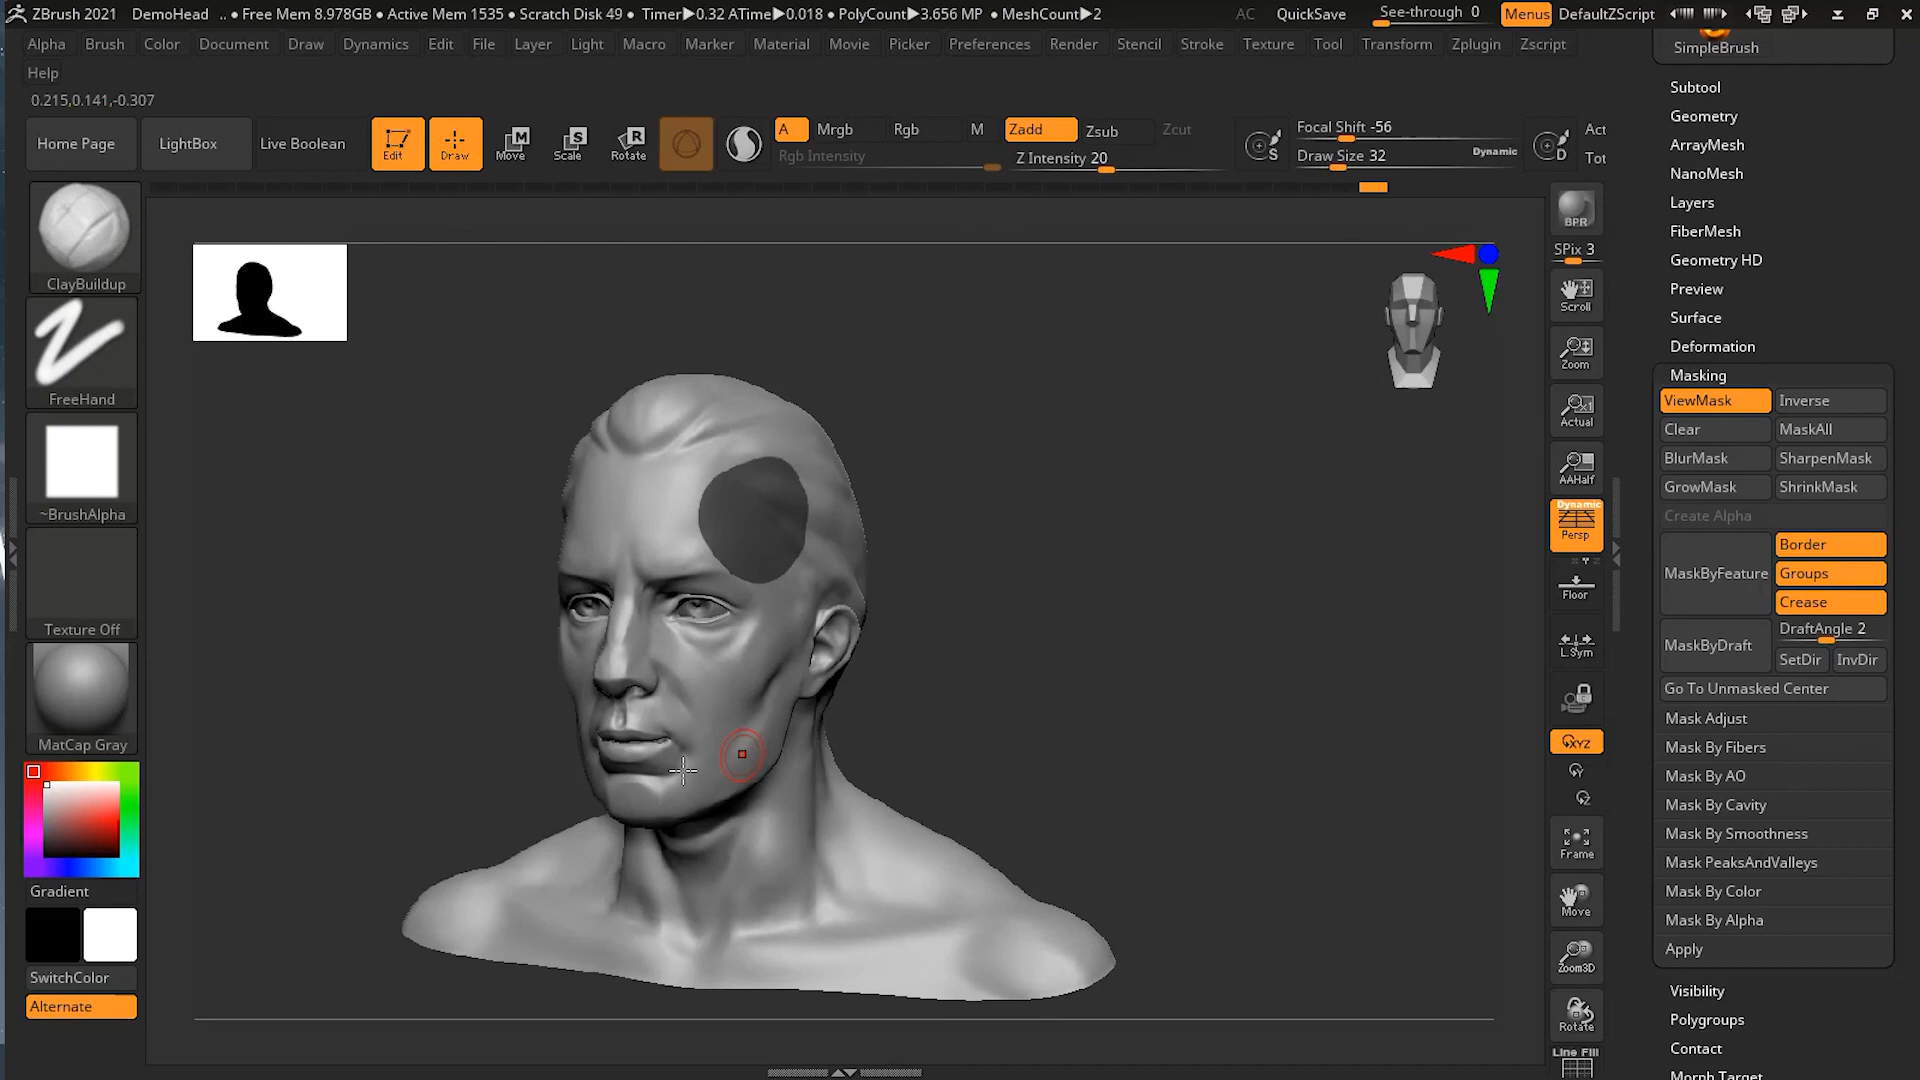 ZBrush 2021 DemoHead .. • Free Mem 8.978GB • Active Mem 1535 • Scratch Disk 49 • Timer▶0.32 ATime▶0.018 • PolyCount▶3.656 MP • MeshCount▶2 AC QuickSave See-through 0 Menus DefaultZScript
Alpha Brush Color Document Draw Dynamics Edit File Layer Light Macro Marker Material Movie Picker Preferences Render Stencil Stroke Texture Tool Transform Zplugin Zscript
Help
0.215,0.141,-0.307
Home Page LightBox Live Boolean Edit Draw Move Scale Rotate
A Mrgb Rgb M Zadd Zsub Zcut
Rgb Intensity Z Intensity 20
S Focal Shift -56
Draw Size 32 Dynamic D
Act
Tot
ClayBuildup
FreeHand
~BrushAlpha
Texture Off
MatCap Gray
Gradient
SwitchColor
Alternate
BPR
SPix 3
Scroll
Zoom
Actual
AAHalf
Dynamic
Persp
Floor
L.Sym
XYZ
Y
Z
Frame
Move
Zoom3D
Rotate
Line Fill
SimpleBrush
Subtool
Geometry
ArrayMesh
NanoMesh
Layers
FiberMesh
Geometry HD
Preview
Surface
Deformation
Masking
ViewMask Inverse
Clear MaskAll
BlurMask SharpenMask
GrowMask ShrinkMask
Create Alpha
MaskByFeature Border
Groups
Crease
MaskByDraft DraftAngle 2
SetDir InvDir
Go To Unmasked Center
Mask Adjust
Mask By Fibers
Mask By AO
Mask By Cavity
Mask By Smoothness
Mask PeaksAndValleys
Mask By Color
Mask By Alpha
Apply
Visibility
Polygroups
Contact
Morph Target